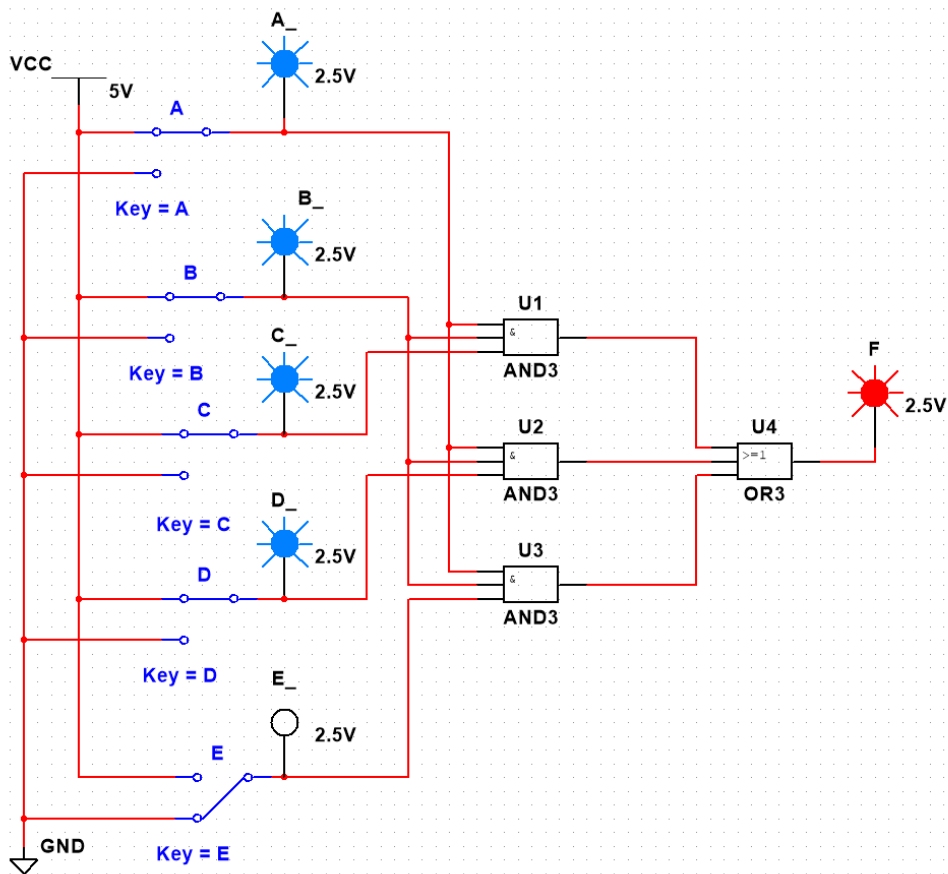 A_
VCC
2.5V
5V
A
Key = A
B_
2.5V
B
Key = B
C_
2.5V
C
Key = C
D_
2.5V
D
Key = D
E_
2.5V
E
Key = E
GND
U1
&
AND3
U2
&
AND3
U3
&
AND3
U4
>=1
OR3
F
2.5V